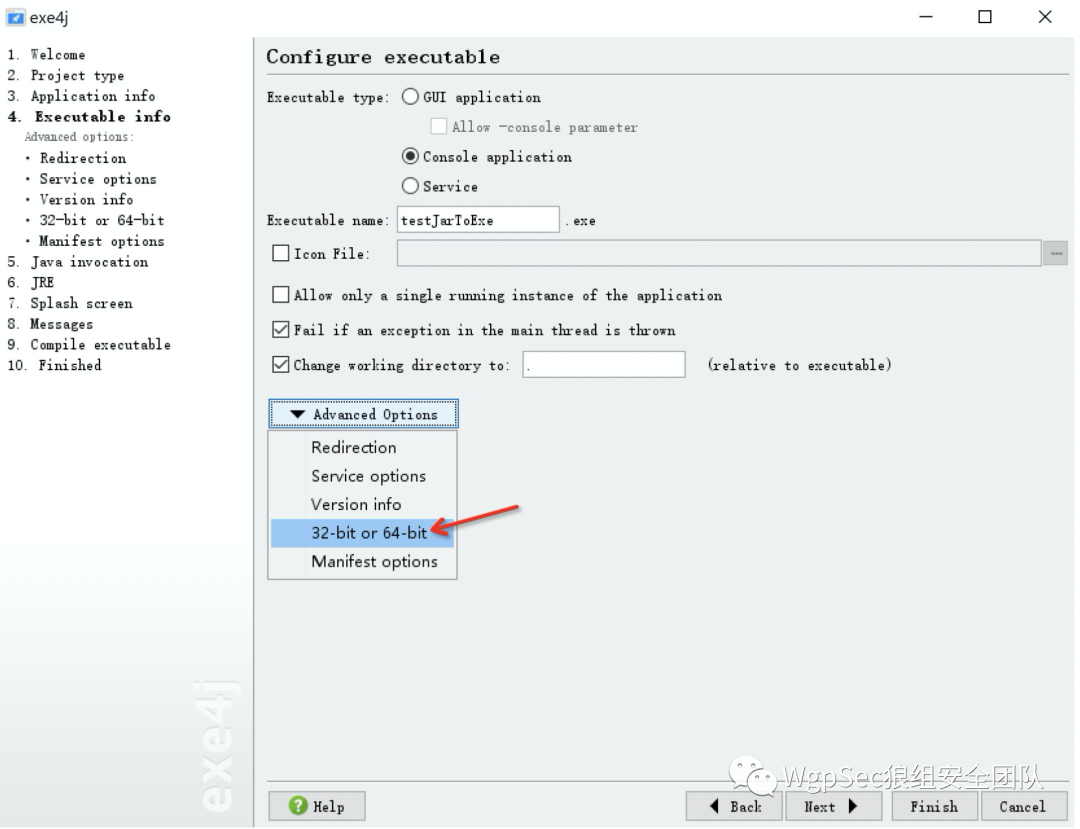 exe4j
1. Welcome
2. Project type
3. Application info
4. Executable info
Advanced options:
• Redirection
• Service options
• Version info
• 32-bit or 64-bit
• Manifest options
5. Java invocation
6. JRE
7. Splash screen
8. Messages
9. Compile executable
10. Finished
exe4j
Configure executable
Executable type: GUI application
Allow -console parameter
Console application
Service
Executable name: testJarToExe .exe
Icon File: ...
Allow only a single running instance of the application
Fail if an exception in the main thread is thrown
Change working directory to: . (relative to executable)
Advanced Options
Redirection
Service options
Version info
32-bit or 64-bit
Manifest options
WgpSec狼组安全团队
Help Back Next Finish Cancel